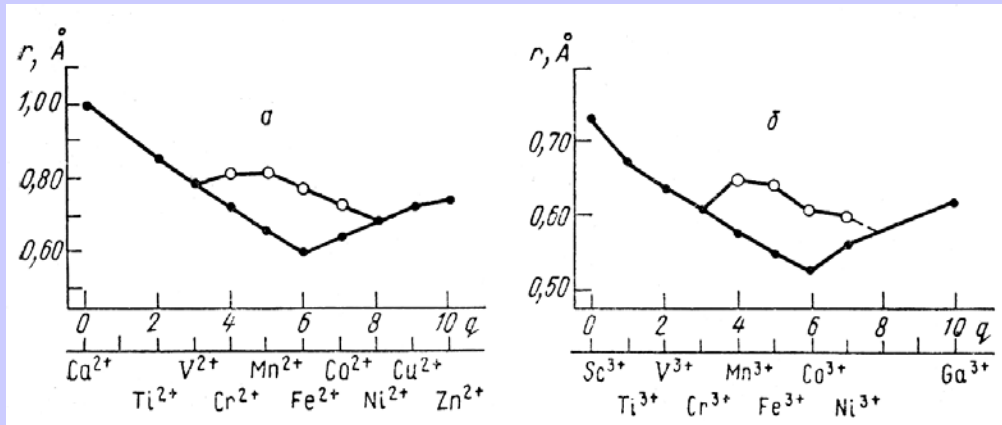 r, Å
а
1,00
0,80
0,60
0 2 4 6 8 10 q
Ca²⁺ V²⁺ Mn²⁺ Co²⁺ Cu²⁺
Ti²⁺ Cr²⁺ Fe²⁺ Ni²⁺ Zn²⁺
r, Å
б
0,70
0,60
0,50
0 2 4 6 8 10 q
Sc³⁺ V³⁺ Mn³⁺ Co³⁺ Ga³⁺
Ti³⁺ Cr³⁺ Fe³⁺ Ni³⁺